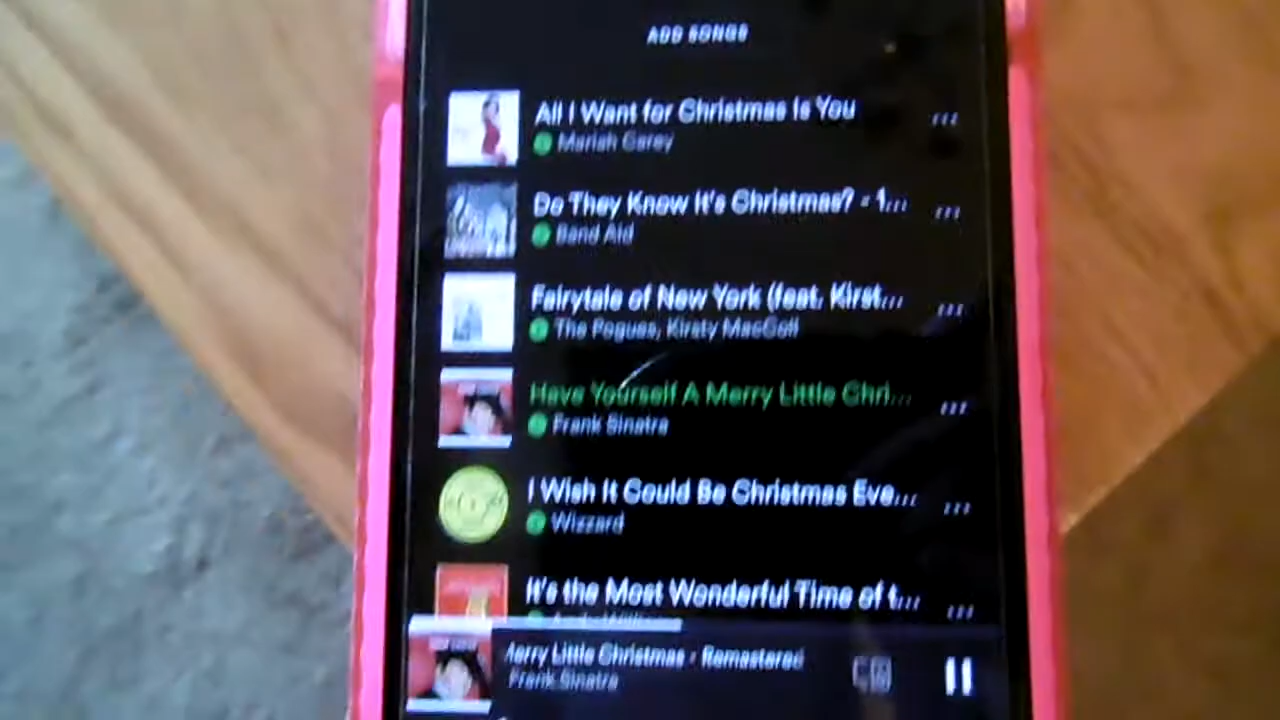 ADD SONGS
All I Want for Christmas Is You
Mariah Carey
Do They Know It's Christmas? - 1...
Band Aid
Fairytale of New York (feat. Kirst...
The Pogues, Kirsty MacColl
Have Yourself A Merry Little Chri...
Frank Sinatra
I Wish It Could Be Christmas Eve...
Wizzard
It's the Most Wonderful Time of t...
Merry Little Christmas - Remastered
Frank Sinatra